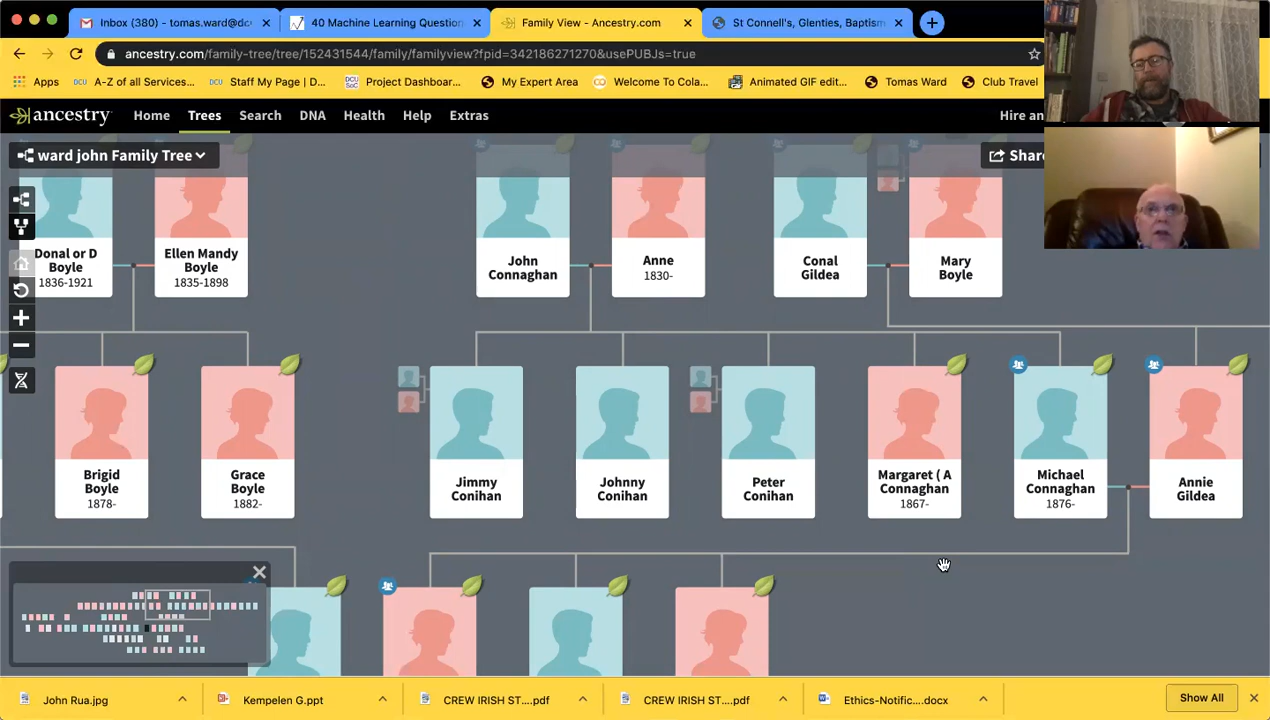 Inbox (380) - tomas.ward@dc
40 Machine Learning Question
Family View - Ancestry.com
St Connell's, Glenties, Baptism
ancestry.com/family-tree/tree/152431544/family/familyview?fpid=342186271270&usePUBJs=true
Apps
DCU A-Z of all Services...
DCU Staff My Page | D...
DCU SoC Project Dashboar...
My Expert Area
Welcome To Cola...
Animated GIF edito...
Tomas Ward
Club Travel
ancestry
Home
Trees
Search
DNA
Health
Help
Extras
Hire an
ward john Family Tree
Share
Donal or D
Boyle
1836-1921
Ellen Mandy
Boyle
1835-1898
John
Connaghan
Anne
1830-
Conal
Gildea
Mary
Boyle
Brigid
Boyle
1878-
Grace
Boyle
1882-
Jimmy
Conihan
Johnny
Conihan
Peter
Conihan
Margaret ( A
Connaghan
1867-
Michael
Connaghan
1876-
Annie
Gildea
John Rua.jpg
Kempelen G.ppt
CREW IRISH ST....pdf
CREW IRISH ST....pdf
Ethics-Notific....docx
Show All